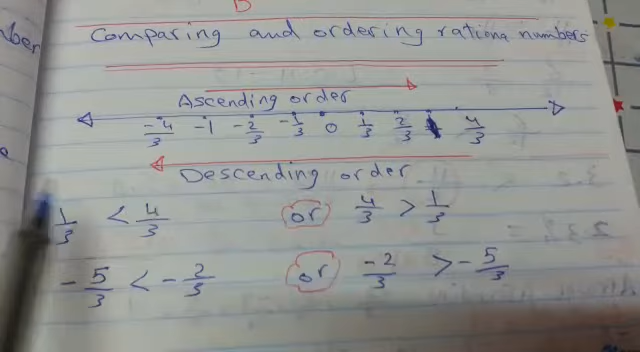 D
Comparing and ordering rationa numbers
Ascending order
-4/3 -1 -2/3 -1/3 0 1/3 2/3 1 4/3
Descending order
1/3 < 4/3 or 4/3 > 1/3
-5/3 < -2/3 or -2/3 > -5/3